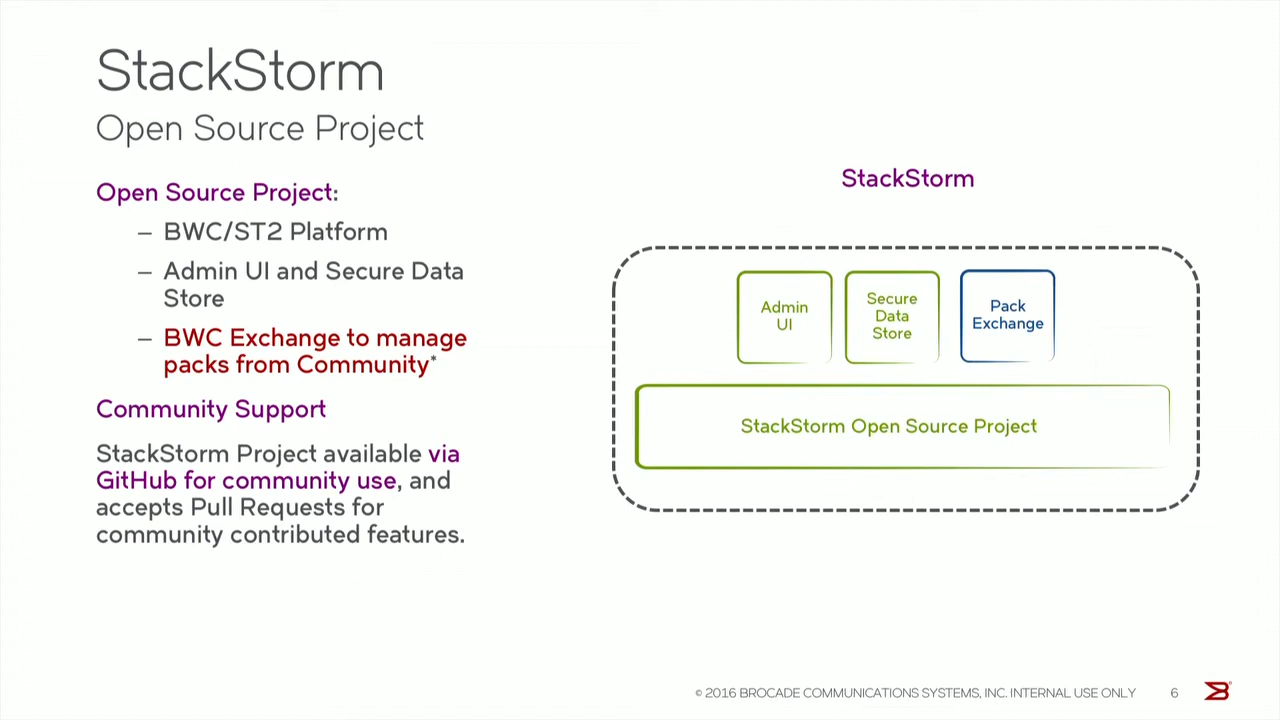 StackStorm
Open Source Project
Open Source Project:
– BWC/ST2 Platform
– Admin UI and Secure Data
Store
– BWC Exchange to manage
packs from Community*
Community Support
StackStorm Project available via
GitHub for community use, and
accepts Pull Requests for
community contributed features.
StackStorm
Admin
UI
Secure
Data
Store
Pack
Exchange
StackStorm Open Source Project
© 2016 BROCADE COMMUNICATIONS SYSTEMS, INC. INTERNAL USE ONLY
6